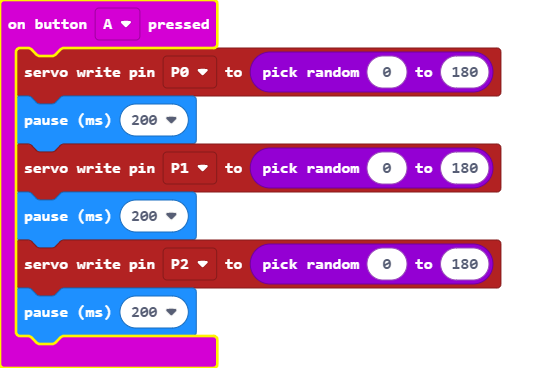 on button A pressed
servo write pin P0 to pick random 0 to 180
pause (ms) 200
servo write pin P1 to pick random 0 to 180
pause (ms) 200
servo write pin P2 to pick random 0 to 180
pause (ms) 200